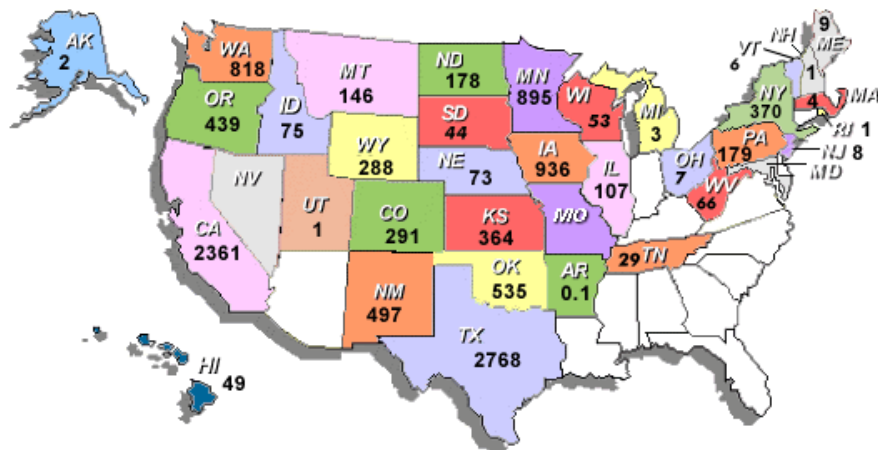 AK
2
WA
818
OR
439
CA
2361
NV
ID
75
MT
146
WY
288
UT
1
CO
291
NM
497
ND
178
SD
44
NE
73
KS
364
OK
535
TX
2768
MN
895
IA
936
MO
AR
0.1
WI
53
IL
107
MI
3
OH
7
TN
29
WV
66
PA
179
NY
370
VT
6
NH
1
ME
9
MA
4
RI 1
NJ 8
MD
HI
49